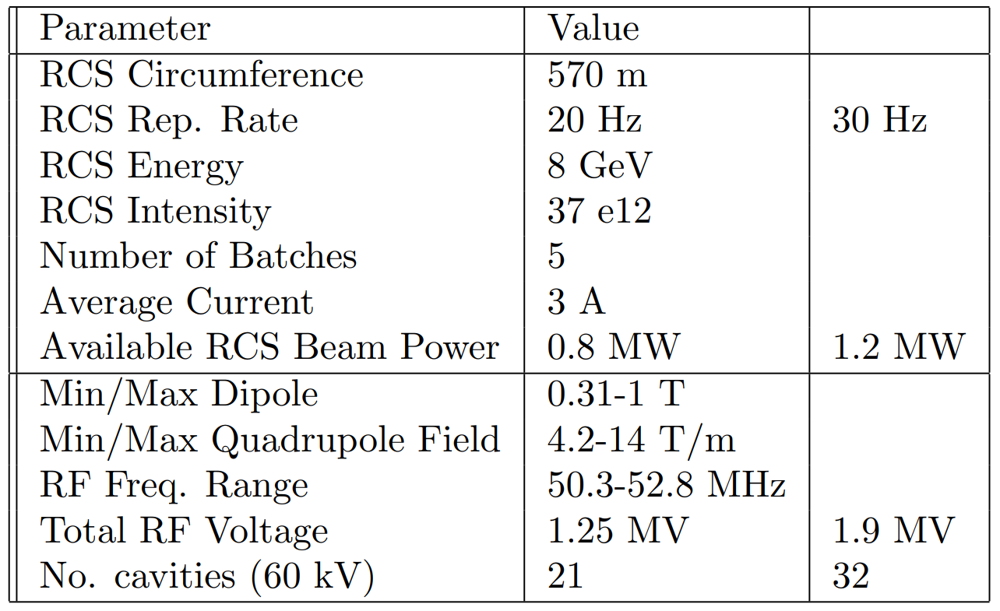 Parameter Value
RCS Circumference 570 m
RCS Rep. Rate 20 Hz 30 Hz
RCS Energy 8 GeV
RCS Intensity 37 e12
Number of Batches 5
Average Current 3 A
Available RCS Beam Power 0.8 MW 1.2 MW
Min/Max Dipole 0.31-1 T
Min/Max Quadrupole Field 4.2-14 T/m
RF Freq. Range 50.3-52.8 MHz
Total RF Voltage 1.25 MV 1.9 MV
No. cavities (60 kV) 21 32